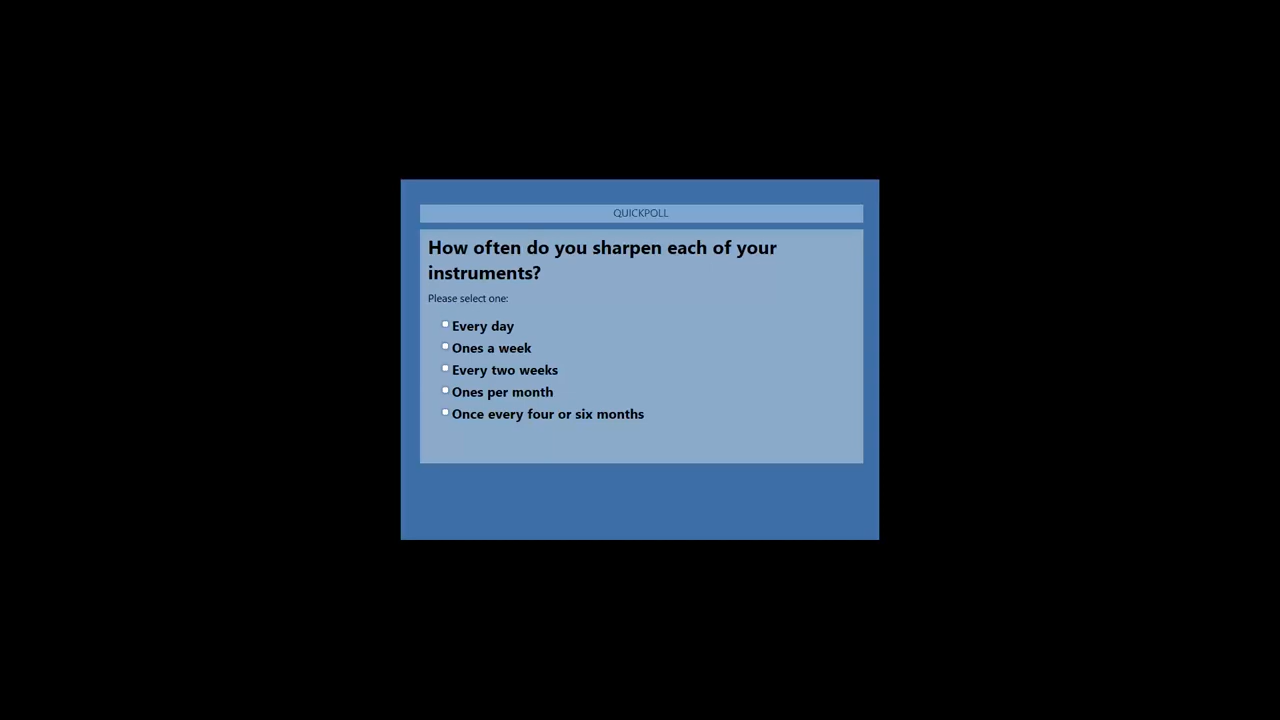 QUICKPOLL
How often do you sharpen each of your
instruments?
Please select one:
Every day
Ones a week
Every two weeks
Ones per month
Once every four or six months